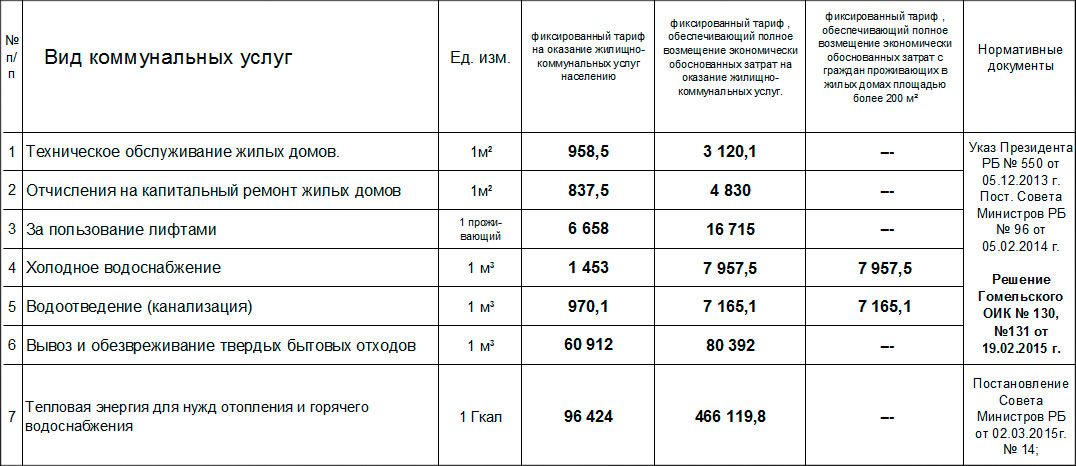 №
п/
п
Вид коммунальных услуг
Ед. изм.
фиксированный тариф
на оказание жилищно-
коммунальных услуг
населению
фиксированный тариф ,
обеспечивающий полное
возмещение экономически
обоснованных затрат на
оказание жилищно-
коммунальных услуг.
фиксированный тариф ,
обеспечивающий полное
возмещение экономически
обоснованных затрат с
граждан проживающих в
жилых домах площадью
более 200 м²
Нормативные
документы
1 Техническое обслуживание жилых домов. 1м² 958,5 3 120,1 ---
2 Отчисления на капитальный ремонт жилых домов 1м² 837,5 4 830 ---
3 За пользование лифтами 1 прожи-
вающий 6 658 16 715 ---
4 Холодное водоснабжение 1 м³ 1 453 7 957,5 7 957,5
5 Водоотведение (канализация) 1 м³ 970,1 7 165,1 7 165,1
6 Вывоз и обезвреживание твердых бытовых отходов 1 м³ 60 912 80 392 ---
Указ Президента
РБ № 550 от
05.12.2013 г.
Пост. Совета
Министров РБ
№ 96 от
05.02.2014 г.
Решение
Гомельского
ОИК № 130,
№131 от
19.02.2015 г.
7 Тепловая энергия для нужд отопления и горячего
водоснабжения 1 Гкал 96 424 466 119,8 ---
Постановление
Совета
Министров РБ
от 02.03.2015г.
№ 14;